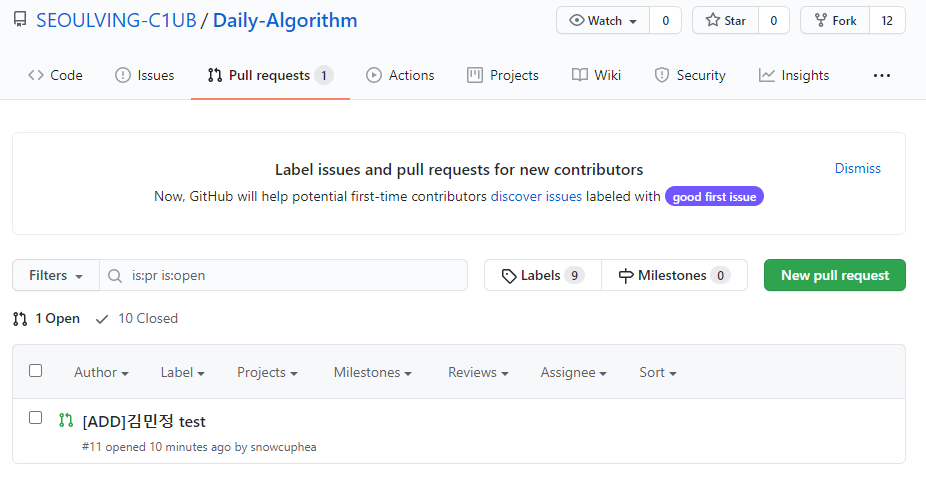 SEOULVING-C1UB / Daily-Algorithm Watch 0 Star 0 Fork 12
Code Issues Pull requests 1 Actions Projects Wiki Security Insights ...
Label issues and pull requests for new contributors Dismiss
Now, GitHub will help potential first-time contributors discover issues labeled with good first issue
Filters is:pr is:open Labels 9 Milestones 0 New pull request
1 Open 10 Closed
Author Label Projects Milestones Reviews Assignee Sort
[ADD]김민정 test
#11 opened 10 minutes ago by snowcuphea